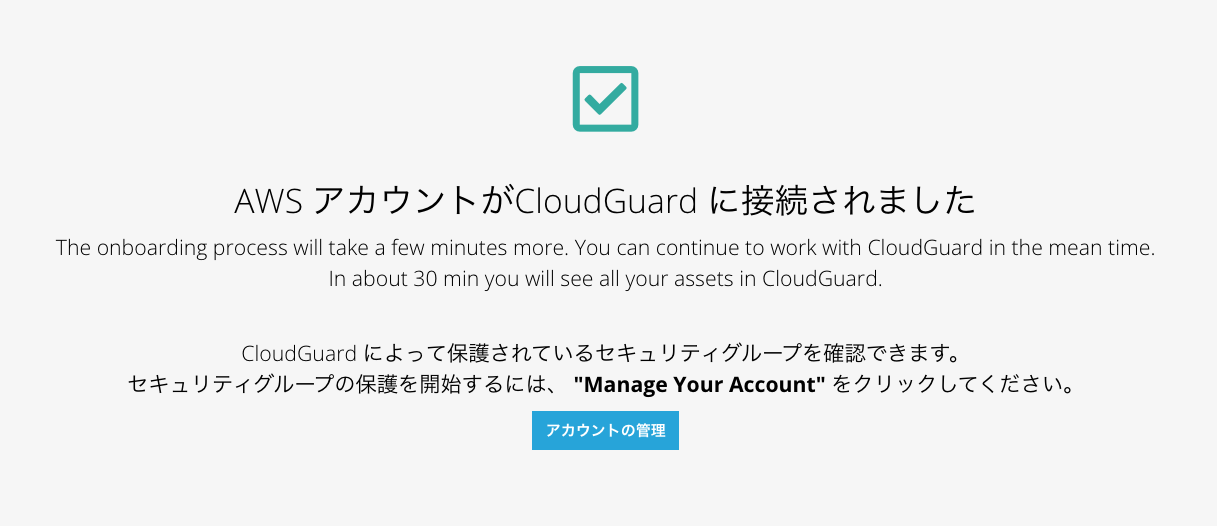 AWS アカウントがCloudGuard に接続されました
The onboarding process will take a few minutes more. You can continue to work with CloudGuard in the mean time.
In about 30 min you will see all your assets in CloudGuard.
CloudGuard によって保護されているセキュリティグループを確認できます。
セキュリティグループの保護を開始するには、 "Manage Your Account" をクリックしてください。
アカウントの管理